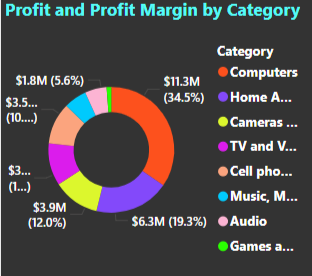 Profit and Profit Margin by Category
Category
Computers
Home A...
Cameras ...
TV and V...
Cell pho...
Music, M...
Audio
Games a...
$11.3M
(34.5%)
$6.3M (19.3%)
$3.9M
(12.0%)
$3...
(1...)
$3.5...
(10....)
$1.8M (5.6%)